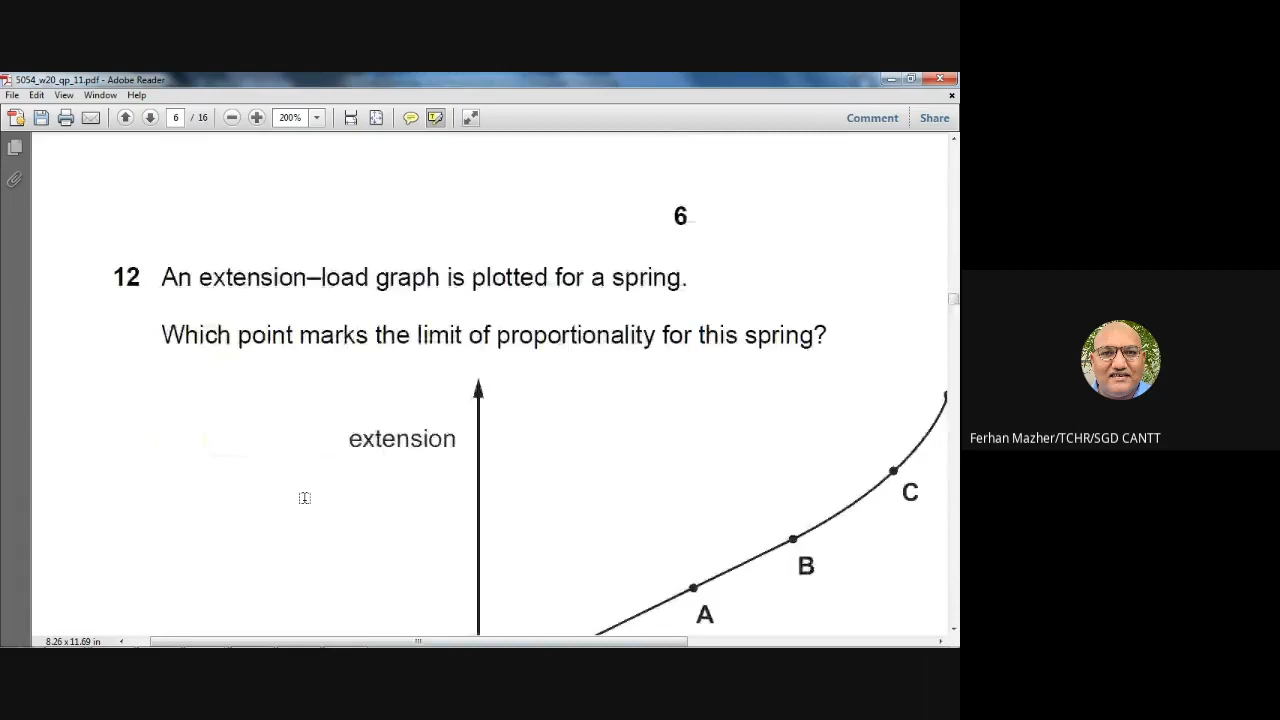 5054_w20_qp_11.pdf - Adobe Reader
File Edit View Window Help
6 / 16 200% Comment Share
6
12 An extension–load graph is plotted for a spring.
Which point marks the limit of proportionality for this spring?
extension
C
B
A
8.26 x 11.69 in
Ferhan Mazher/TCHR/SGD CANTT